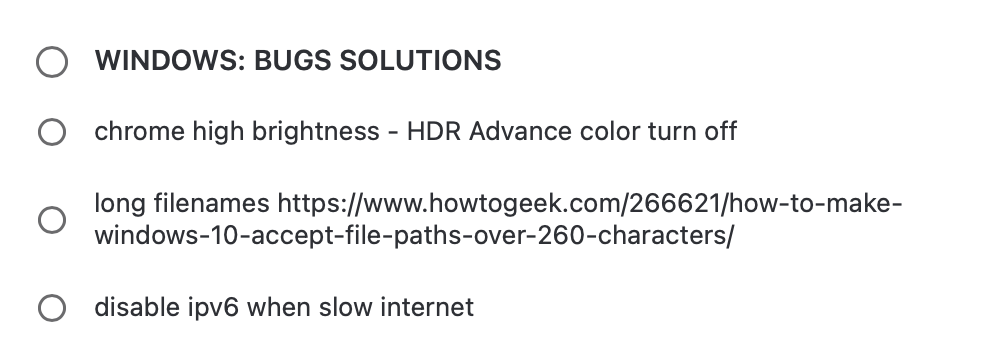 WINDOWS: BUGS SOLUTIONS
chrome high brightness - HDR Advance color turn off
long filenames https://www.howtogeek.com/266621/how-to-make-
windows-10-accept-file-paths-over-260-characters/
disable ipv6 when slow internet